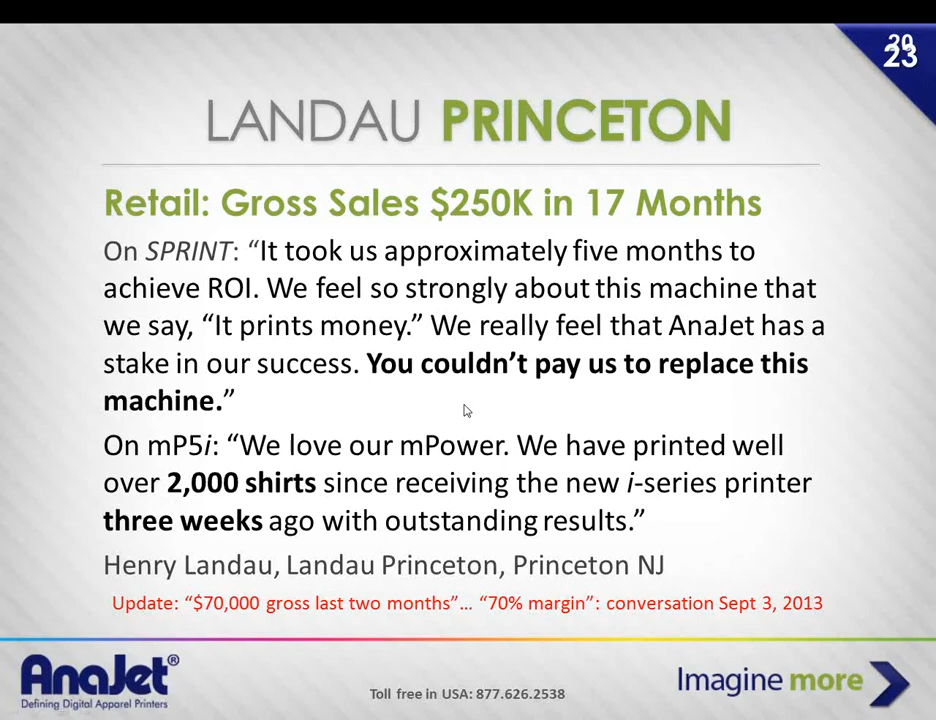 20
23
LANDAU PRINCETON
Retail: Gross Sales $250K in 17 Months
On SPRINT: “It took us approximately five months to
achieve ROI. We feel so strongly about this machine that
we say, “It prints money.” We really feel that AnaJet has a
stake in our success. You couldn’t pay us to replace this
machine.”
On mP5i: “We love our mPower. We have printed well
over 2,000 shirts since receiving the new i-series printer
three weeks ago with outstanding results.”
Henry Landau, Landau Princeton, Princeton NJ
Update: “$70,000 gross last two months”… “70% margin”: conversation Sept 3, 2013
AnaJet®
Defining Digital Apparel Printers
Toll free in USA: 877.626.2538
Imagine more